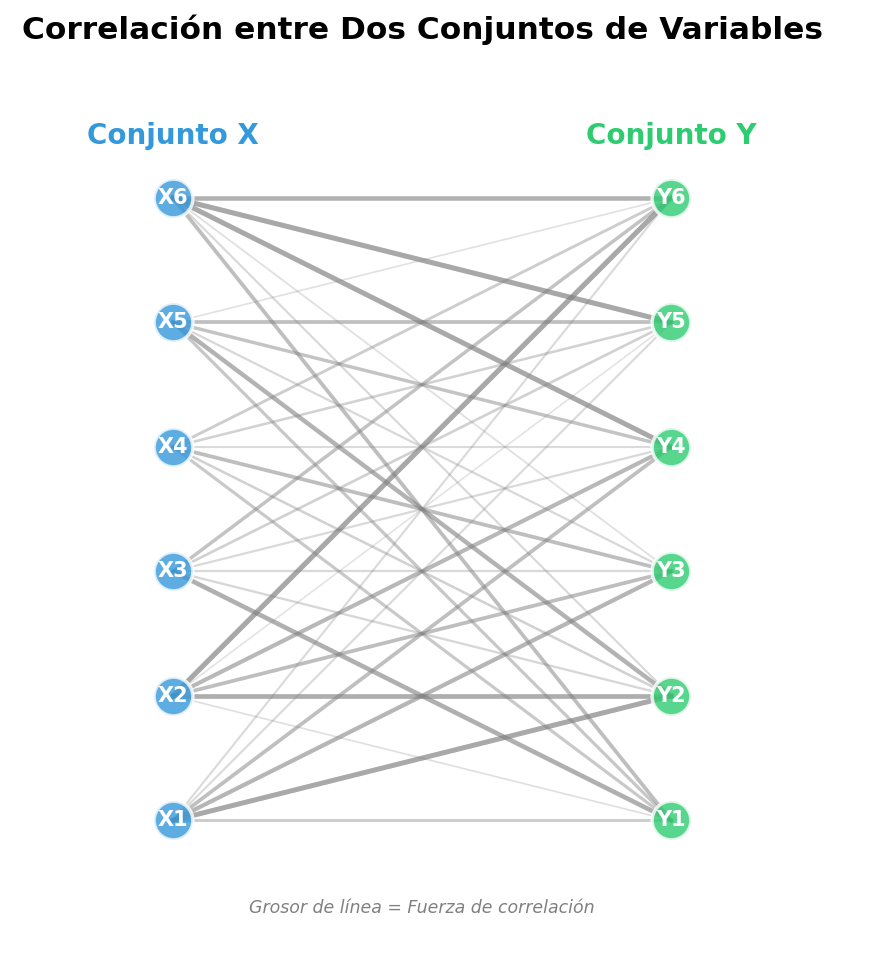 Correlación entre Dos Conjuntos de Variables
Conjunto X
Conjunto Y
X6
Y6
X5
Y5
X4
Y4
X3
Y3
X2
Y2
X1
Y1
Grosor de línea = Fuerza de correlación